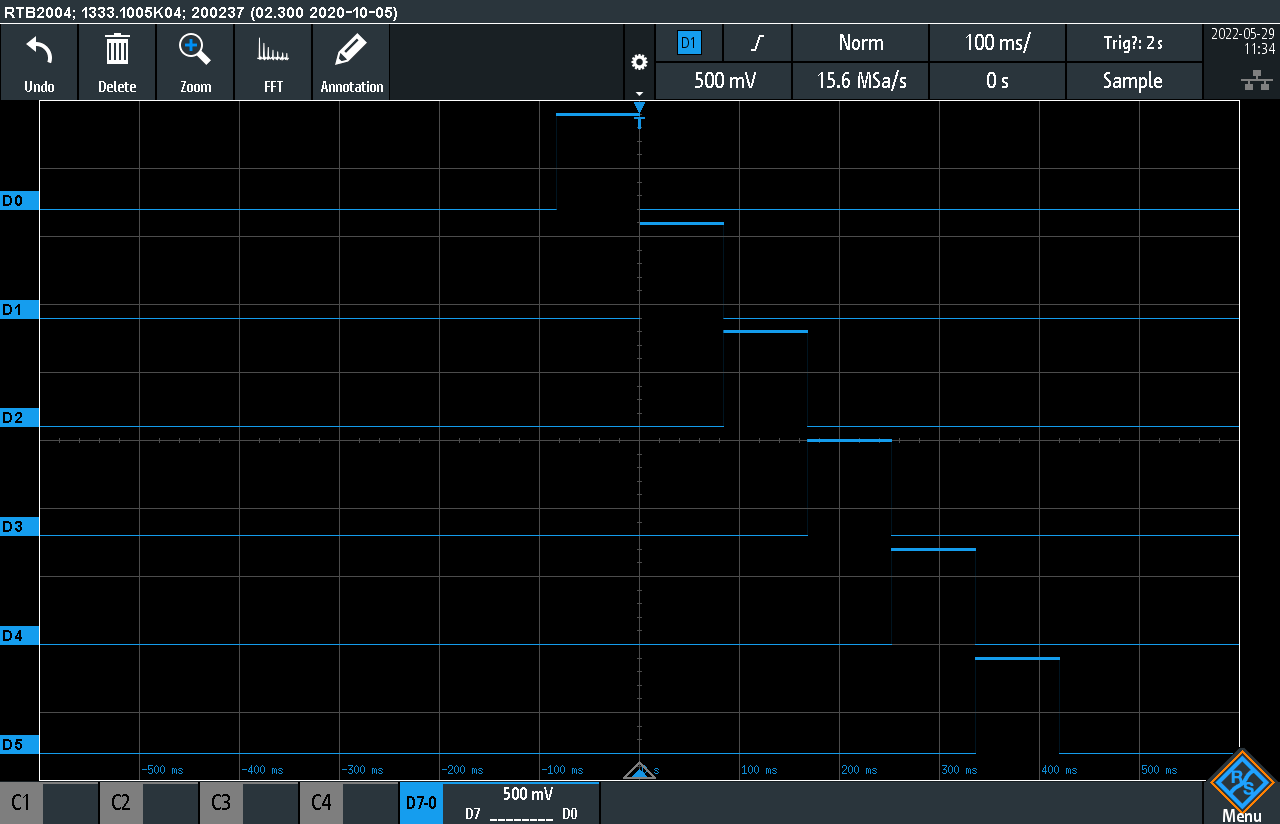 RTB2004; 1333.1005K04; 200237 (02.300 2020-10-05)
Undo Delete Zoom FFT Annotation
D1 Norm 100 ms/ Trig?: 2 s
500 mV 15.6 MSa/s 0 s Sample
2022-05-29
11:34
T
D0
D1
D2
D3
D4
D5
-500 ms -400 ms -300 ms -200 ms -100 ms s 100 ms 200 ms 300 ms 400 ms 500 ms
C1 C2 C3 C4 D7-0 500 mV
D7 ________ D0
R S
Menu